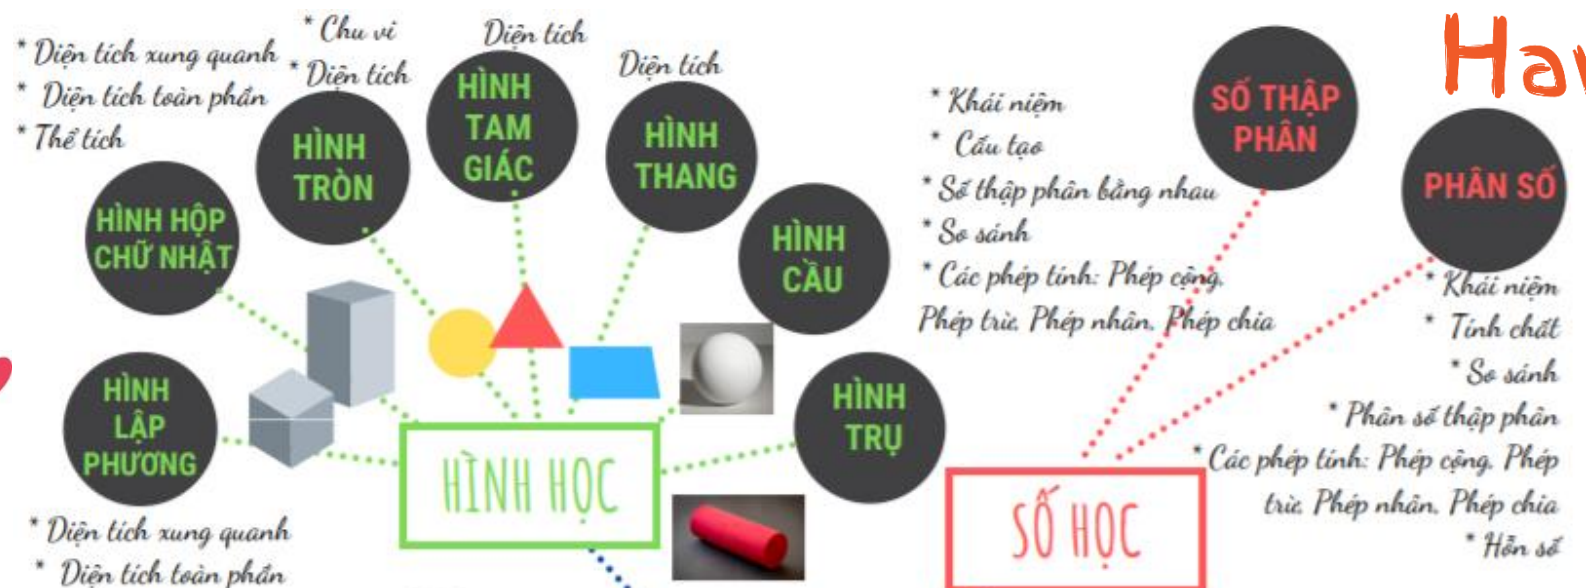 * Diện tích xung quanh
* Diện tích toàn phần
* Thể tích
HÌNH HỘP
CHỮ NHẬT
* Chu vi
* Diện tích
HÌNH
TRÒN
Diện tích
HÌNH
TAM
GIÁC
Diện tích
HÌNH
THANG
HÌNH
CẦU
HÌNH
TRỤ
HÌNH
LẬP
PHƯƠNG
* Diện tích xung quanh
* Diện tích toàn phần
HÌNH HỌC
SỐ THẬP
PHÂN
* Khái niệm
* Cấu tạo
* Số thập phân bằng nhau
* So sánh
* Các phép tính: Phép cộng,
Phép trừ, Phép nhân, Phép chia
PHÂN SỐ
* Khái niệm
* Tính chất
* So sánh
* Phân số thập phân
* Các phép tính: Phép cộng, Phép
trừ, Phép nhân, Phép chia
* Hỗn số
SỐ HỌC